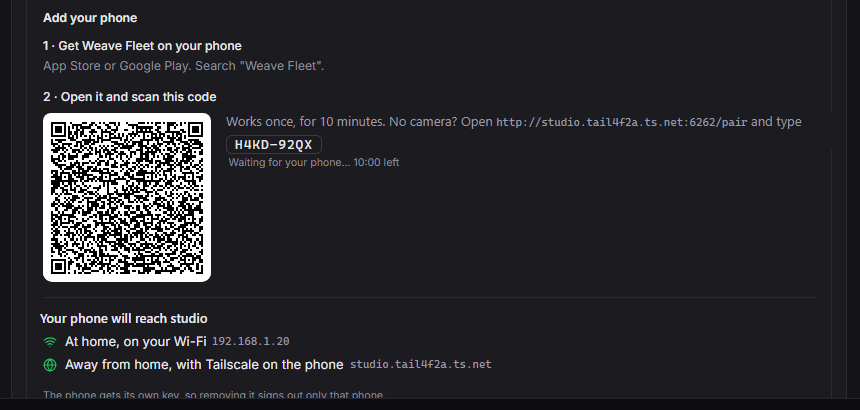 Add your phone
1 · Get Weave Fleet on your phone
App Store or Google Play. Search "Weave Fleet".
2 · Open it and scan this code
Works once, for 10 minutes. No camera? Open http://studio.tail4f2a.ts.net:6262/pair and type
H4KD-92QX
Waiting for your phone... 10:00 left
Your phone will reach studio
At home, on your Wi-Fi 192.168.1.20
Away from home, with Tailscale on the phone studio.tail4f2a.ts.net
The phone gets its own key, so removing it signs out only that phone.